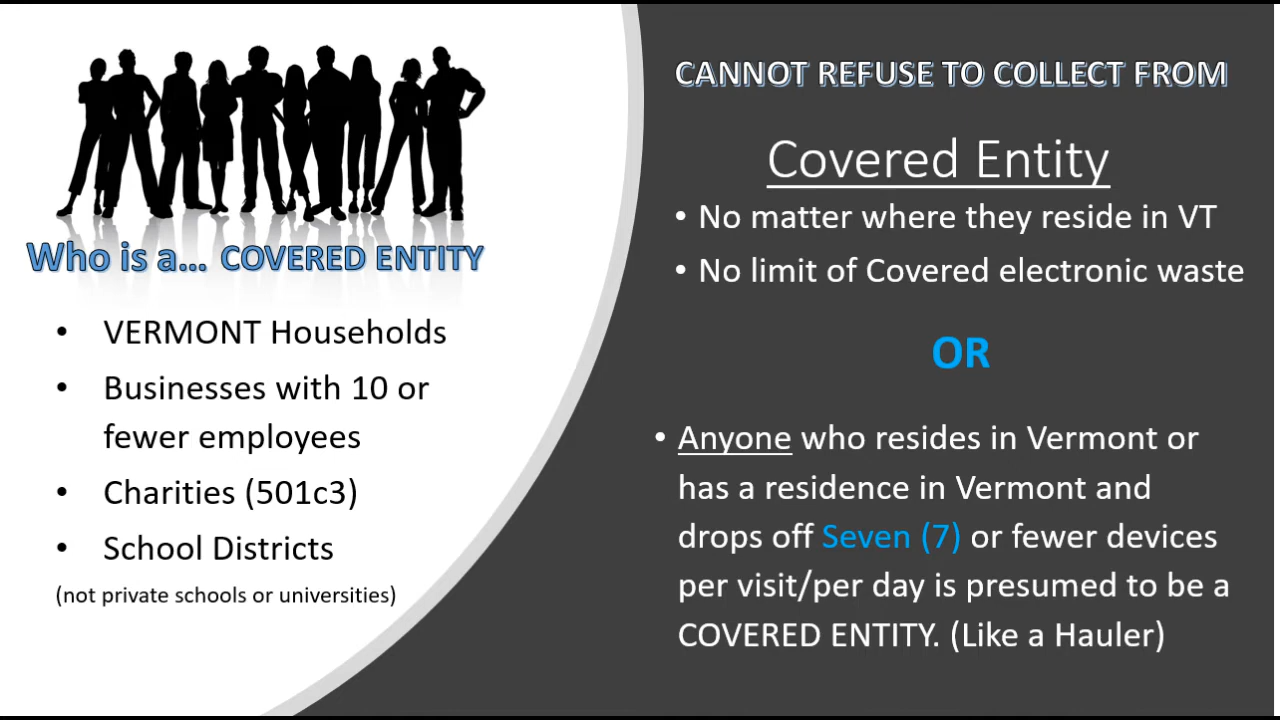 Who is a... COVERED ENTITY
• VERMONT Households
• Businesses with 10 or
fewer employees
• Charities (501c3)
• School Districts
(not private schools or universities)
CANNOT REFUSE TO COLLECT FROM
Covered Entity
• No matter where they reside in VT
• No limit of Covered electronic waste
OR
• Anyone who resides in Vermont or
has a residence in Vermont and
drops off Seven (7) or fewer devices
per visit/per day is presumed to be a
COVERED ENTITY. (Like a Hauler)